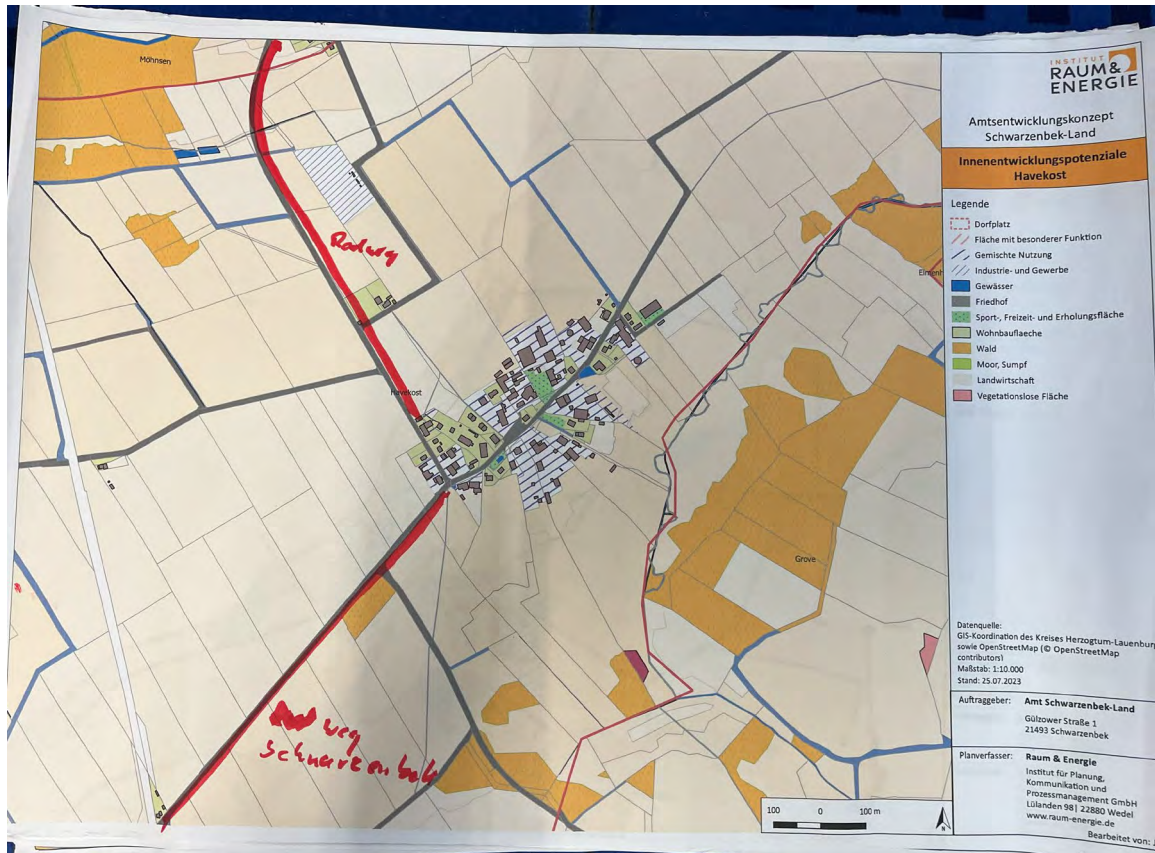 Möhnsen
Radweg
Havekost
Grove
weg
schwarzenbek
100 0 100 m
N
INSTITUT
RAUM &
ENERGIE
Amtsentwicklungskonzept
Schwarzenbek-Land
Innenentwicklungspotenziale
Havekost
Legende
Dorfplatz
Fläche mit besonderer Funktion
Gemischte Nutzung
Industrie- und Gewerbe
Gewässer
Friedhof
Sport-, Freizeit- und Erholungsfläche
Wohnbauflaeche
Wald
Moor, Sumpf
Landwirtschaft
Vegetationslose Fläche
Elmenh
Datenquelle:
GIS-Koordination des Kreises Herzogtum-Lauenburg
sowie OpenStreetMap (© OpenStreetMap
contributors)
Maßstab: 1:10.000
Stand: 25.07.2023
Auftraggeber: Amt Schwarzenbek-Land
Gülzower Straße 1
21493 Schwarzenbek
Planverfasser: Raum & Energie
Institut für Planung,
Kommunikation und
Prozessmanagement GmbH
Lülanden 98| 22880 Wedel
www.raum-energie.de
Bearbeitet von: